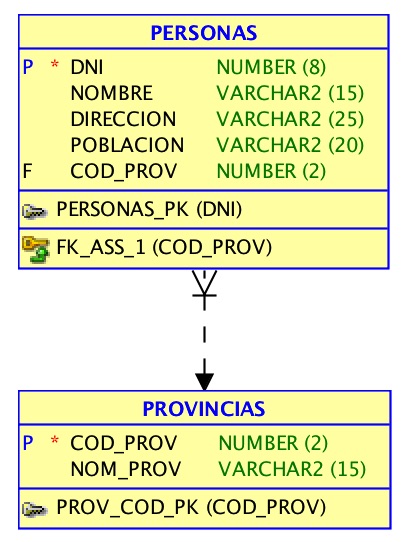 PERSONAS
P * DNI NUMBER (8)
NOMBRE VARCHAR2 (15)
DIRECCION VARCHAR2 (25)
POBLACION VARCHAR2 (20)
F COD_PROV NUMBER (2)
PERSONAS_PK (DNI)
FK_ASS_1 (COD_PROV)
PROVINCIAS
P * COD_PROV NUMBER (2)
NOM_PROV VARCHAR2 (15)
PROV_COD_PK (COD_PROV)